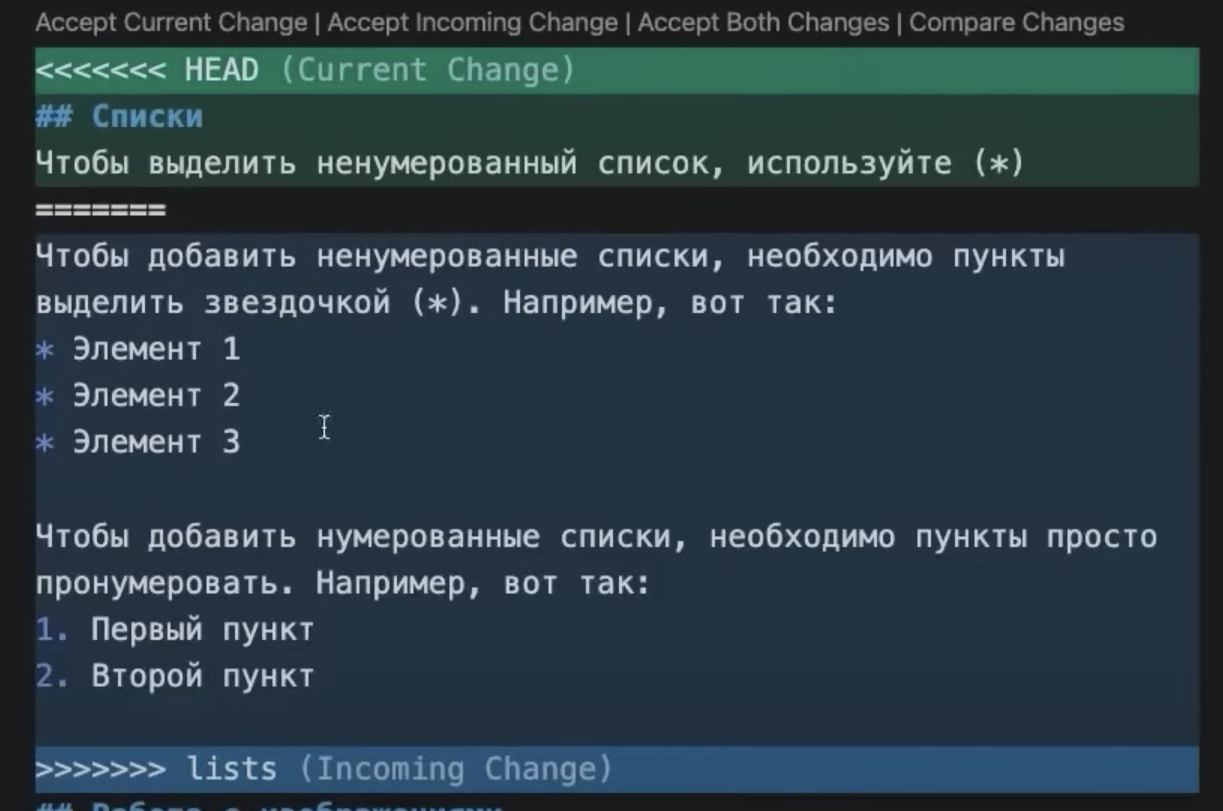 Accept Current Change | Accept Incoming Change | Accept Both Changes | Compare Changes
<<<<<<< HEAD (Current Change)
## Списки
Чтобы выделить ненумерованный список, используйте (*)
=======
Чтобы добавить ненумерованные списки, необходимо пункты
выделить звездочкой (*). Например, вот так:
* Элемент 1
* Элемент 2
* Элемент 3
Чтобы добавить нумерованные списки, необходимо пункты просто
пронумеровать. Например, вот так:
1. Первый пункт
2. Второй пункт
>>>>>>> lists (Incoming Change)
## Работа с изображениями